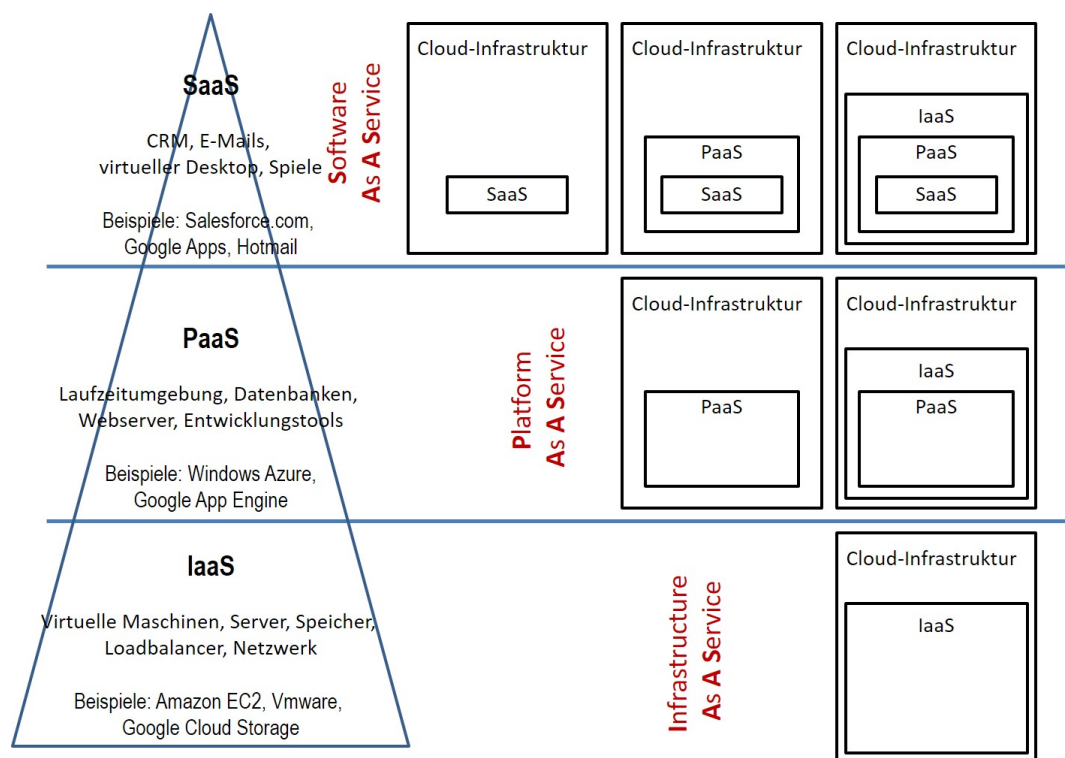 SaaS
CRM, E-Mails,
virtueller Desktop, Spiele
Beispiele: Salesforce.com,
Google Apps, Hotmail
Software
As A Service
Cloud-Infrastruktur
SaaS
Cloud-Infrastruktur
PaaS
SaaS
Cloud-Infrastruktur
IaaS
PaaS
SaaS
PaaS
Laufzeitumgebung, Datenbanken,
Webserver, Entwicklungstools
Beispiele: Windows Azure,
Google App Engine
Platform
As A Service
Cloud-Infrastruktur
PaaS
Cloud-Infrastruktur
IaaS
PaaS
IaaS
Virtuelle Maschinen, Server, Speicher,
Loadbalancer, Netzwerk
Beispiele: Amazon EC2, Vmware,
Google Cloud Storage
Infrastructure
As A Service
Cloud-Infrastruktur
IaaS